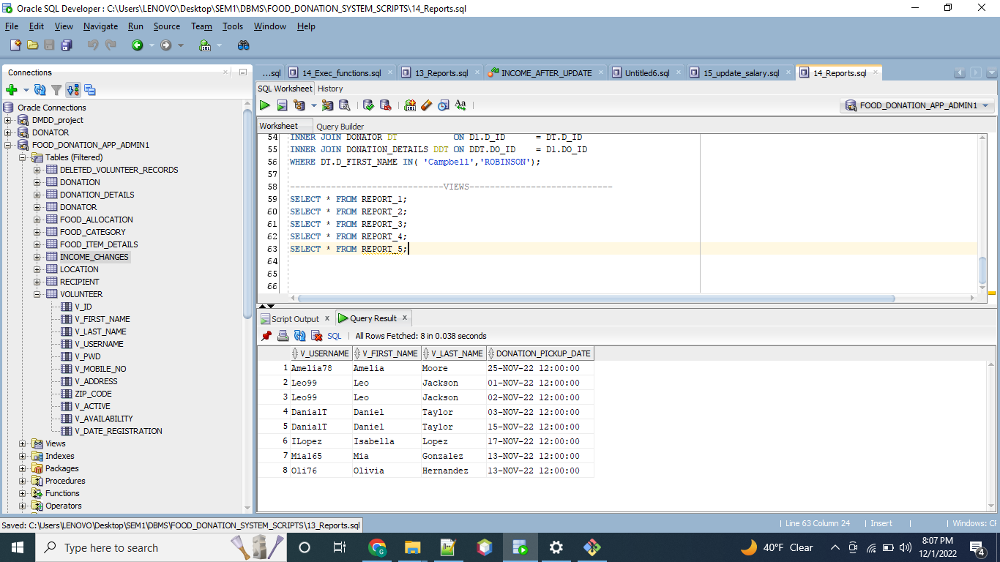 Oracle SQL Developer : C:\Users\LENOVO\Desktop\SEM1\DBMS\FOOD_DONATION_SYSTEM_SCRIPTS\14_Reports.sql
File Edit View Navigate Run Source Team Tools Window Help
Connections
Oracle Connections
DMDD_project
DONATOR
FOOD_DONATION_APP_ADMIN1
Tables (Filtered)
DELETED_VOLUNTEER_RECORDS
DONATION
DONATION_DETAILS
DONATOR
FOOD_ALLOCATION
FOOD_CATEGORY
FOOD_ITEM_DETAILS
INCOME_CHANGES
LOCATION
RECIPIENT
VOLUNTEER
V_ID
V_FIRST_NAME
V_LAST_NAME
V_USERNAME
V_PWD
V_MOBILE_NO
V_ADDRESS
ZIP_CODE
V_ACTIVE
V_AVAILABILITY
V_DATE_REGISTRATION
Views
Indexes
Packages
Procedures
Functions
Operators
...sql 14_Exec_functions.sql 13_Reports.sql INCOME_AFTER_UPDATE Untitled6.sql 15_update_salary.sql 14_Reports.sql
SQL Worksheet History
FOOD_DONATION_APP_ADMIN1
Worksheet Query Builder
54 INNER JOIN DONATOR DT ON D1.D_ID = DT.D_ID
55 INNER JOIN DONATION_DETAILS DDT ON DDT.DO_ID = D1.DO_ID
56 WHERE DT.D_FIRST_NAME IN( 'Campbell','ROBINSON');
57
58 ------------------------------VIEWS----------------------------
59 SELECT * FROM REPORT_1;
60 SELECT * FROM REPORT_2;
61 SELECT * FROM REPORT_3;
62 SELECT * FROM REPORT_4;
63 SELECT * FROM REPORT_5;
64
65
66
Script Output x Query Result x
SQL | All Rows Fetched: 8 in 0.038 seconds
V_USERNAME V_FIRST_NAME V_LAST_NAME DONATION_PICKUP_DATE
1 Amelia78 Amelia Moore 25-NOV-22 12:00:00
2 Leo99 Leo Jackson 01-NOV-22 12:00:00
3 Leo99 Leo Jackson 02-NOV-22 12:00:00
4 DanialT Daniel Taylor 03-NOV-22 12:00:00
5 DanialT Daniel Taylor 15-NOV-22 12:00:00
6 ILopez Isabella Lopez 17-NOV-22 12:00:00
7 Mia165 Mia Gonzalez 13-NOV-22 12:00:00
8 Oli76 Olivia Hernandez 13-NOV-22 12:00:00
Saved: C:\Users\LENOVO\Desktop\SEM1\DBMS\FOOD_DONATION_SYSTEM_SCRIPTS\13_Reports.sql
| Line 63 Column 24 | Insert | | Windows: CF
Type here to search
40°F Clear
8:07 PM
12/1/2022
4